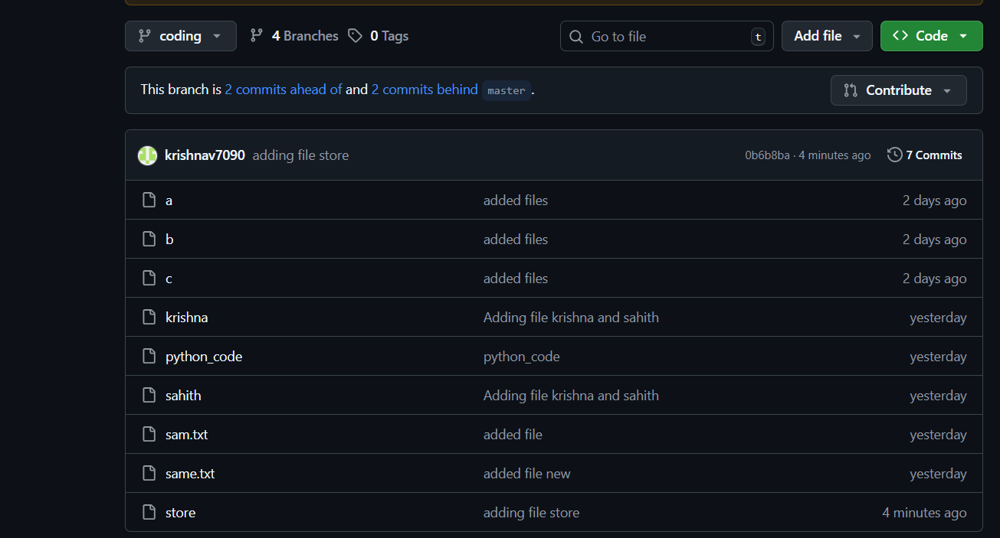 coding 4 Branches 0 Tags Go to file t Add file Code
This branch is 2 commits ahead of and 2 commits behind master .
Contribute
krishnav7090 adding file store 0b6b8ba · 4 minutes ago 7 Commits
a added files 2 days ago
b added files 2 days ago
c added files 2 days ago
krishna Adding file krishna and sahith yesterday
python_code python_code yesterday
sahith Adding file krishna and sahith yesterday
sam.txt added file yesterday
same.txt added file new yesterday
store adding file store 4 minutes ago